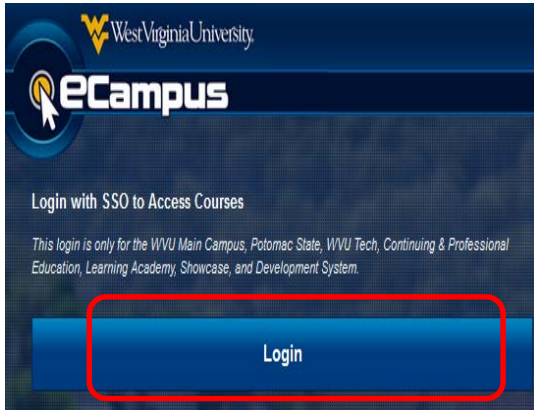 WestVirginiaUniversity.
eCampus
Login with SSO to Access Courses
This login is only for the WVU Main Campus, Potomac State, WVU Tech, Continuing & Professional
Education, Learning Academy, Showcase, and Development System.
Login